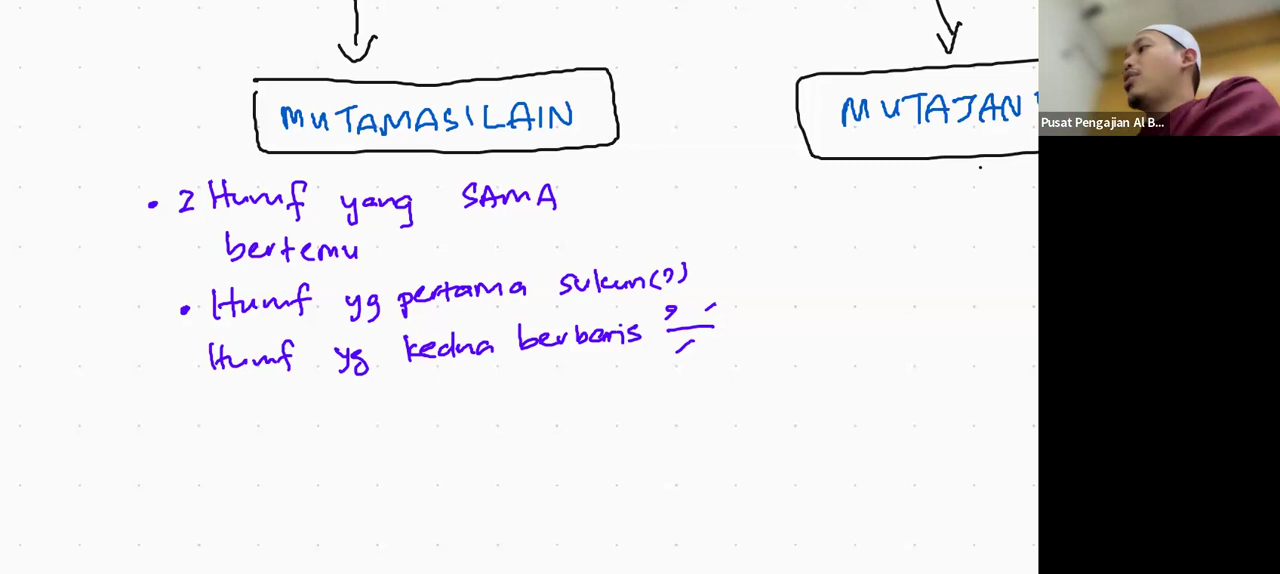 MUTAMASILAIN
MUTAJAN
Pusat Pengajian Al B...
• 2 Huruf yang SAMA
bertemu
• Huruf yg pertama sukun(ْ)
Huruf yg kedua berbaris